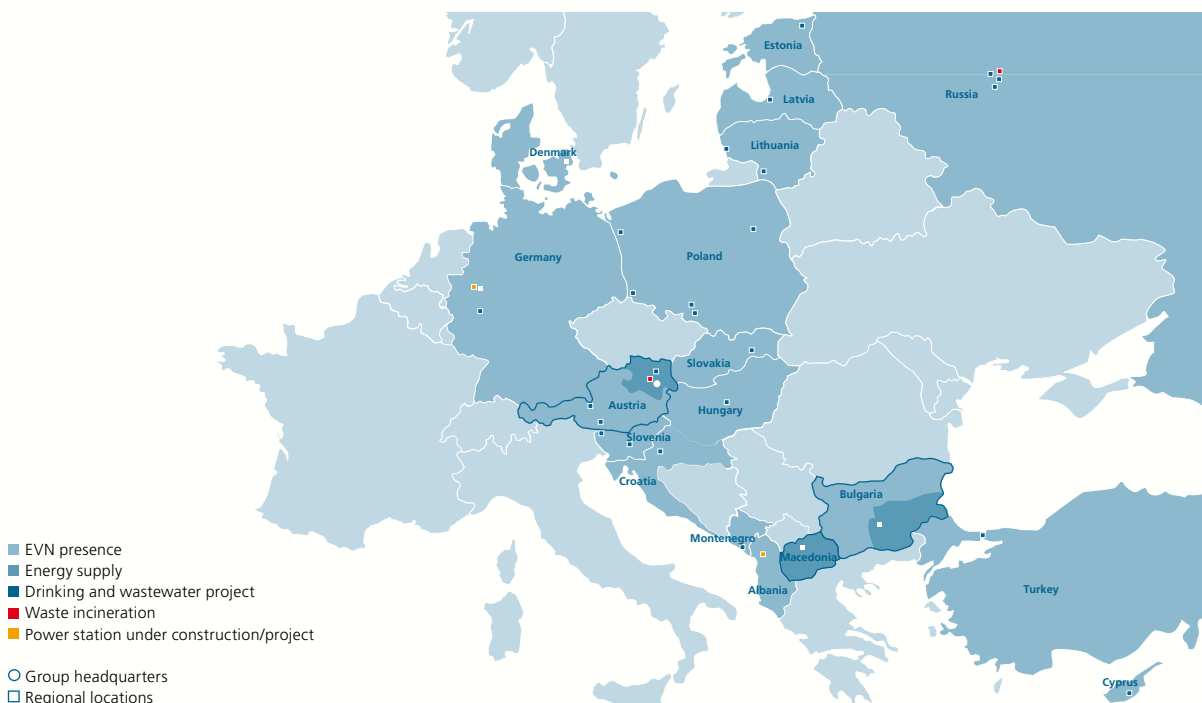 Estonia
Russia
Latvia
Lithuania
Denmark
Germany
Poland
Slovakia
Austria
Hungary
Slovenia
Croatia
Bulgaria
Montenegro
Macedonia
Albania
Turkey
Cyprus
EVN presence
Energy supply
Drinking and wastewater project
Waste incineration
Power station under construction/project
Group headquarters
Regional locations